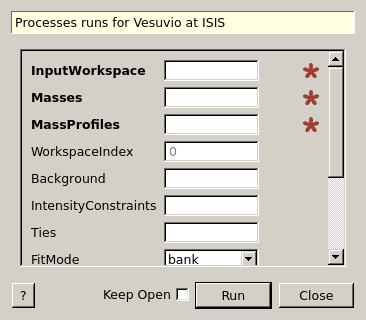 Processes runs for Vesuvio at ISIS
InputWorkspace
Masses
MassProfiles
WorkspaceIndex 0
Background
IntensityConstraints
Ties
FitMode bank
? Keep Open Run Close